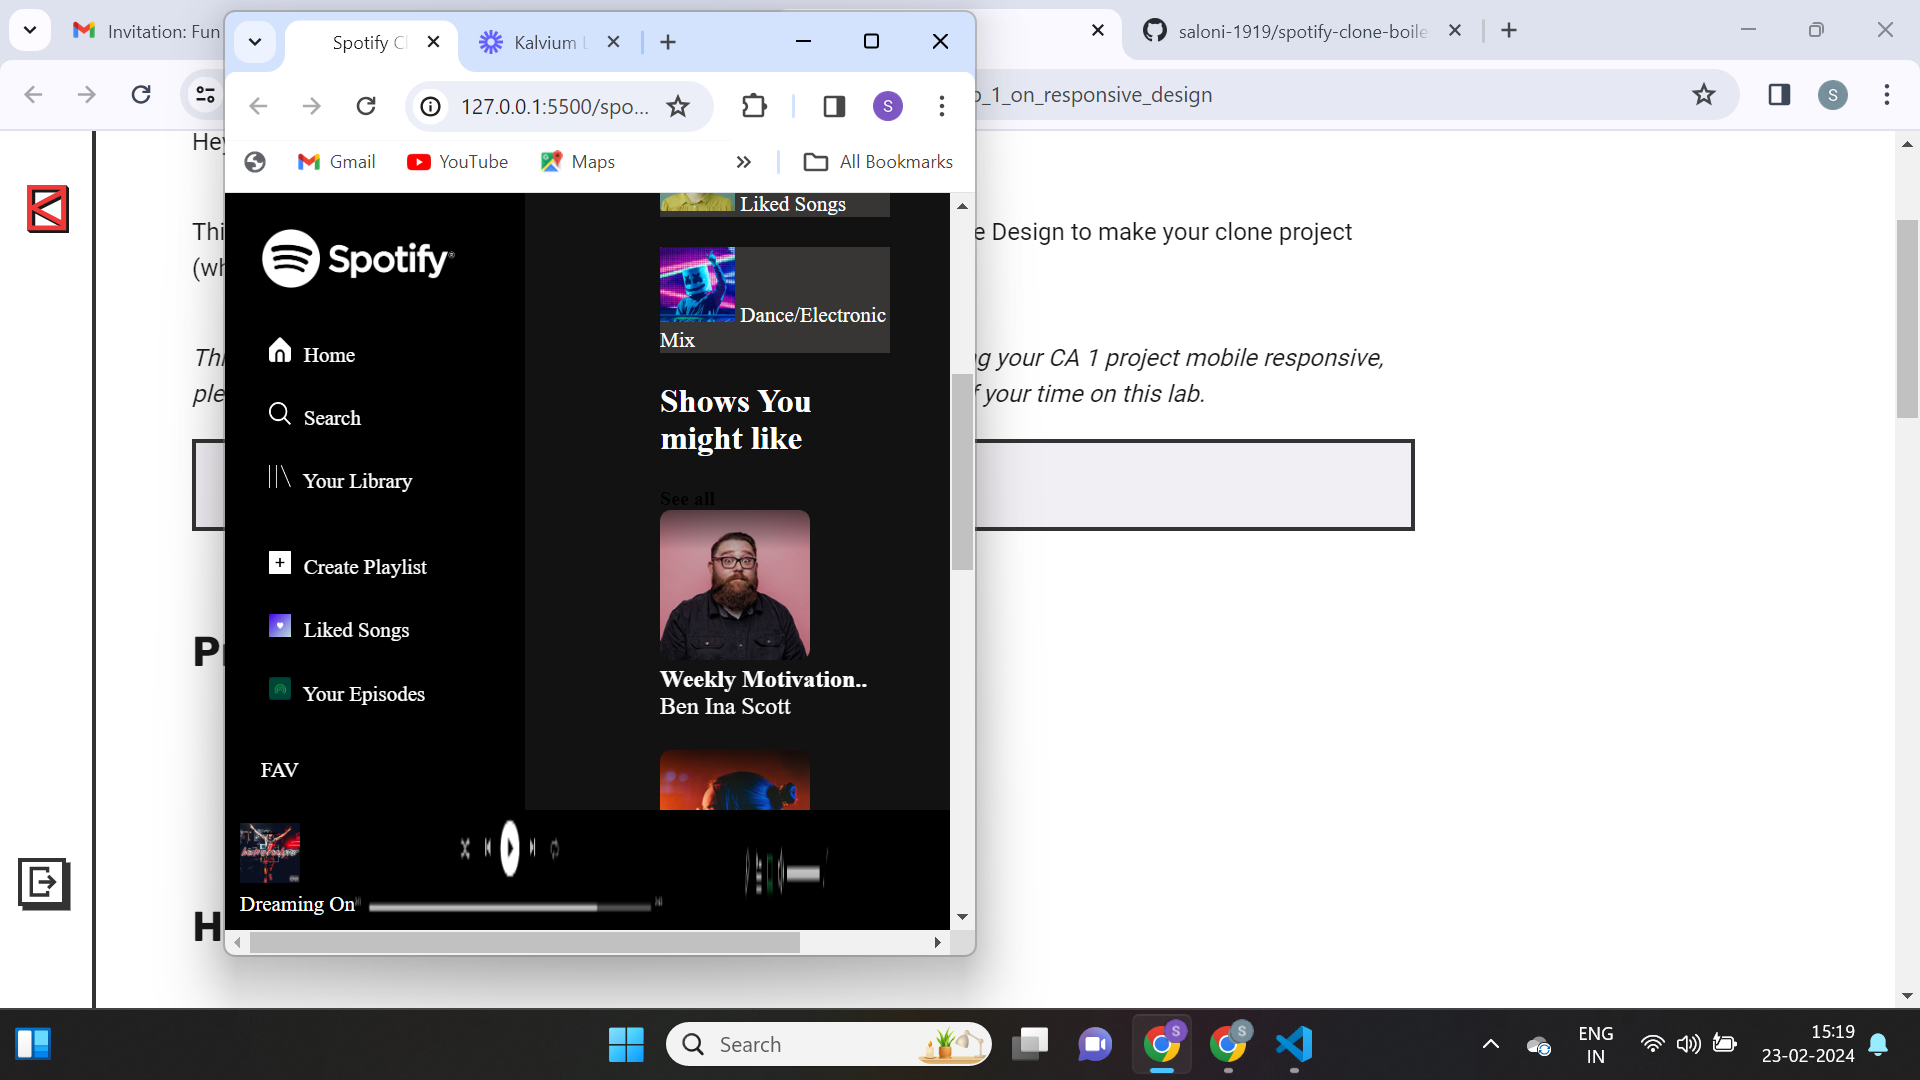 Invitation: Fun
saloni-1919/spotify-clone-boile
Spotify Cl
Kalvium L
127.0.0.1:5500/spo...
S
_1_on_responsive_design
S
Gmail
YouTube
Maps
All Bookmarks
Hey
Thi
e Design to make your clone project
(wh
Thi
g your CA 1 project mobile responsive,
ple
f your time on this lab.
H
Spotify
Home
Search
Your Library
Create Playlist
Liked Songs
Your Episodes
FAV
Liked Songs
Dance/Electronic
Mix
Shows You
might like
See all
Weekly Motivation..
Ben Ina Scott
Dreaming On
Search
S
S
ENG
IN
15:19
23-02-2024